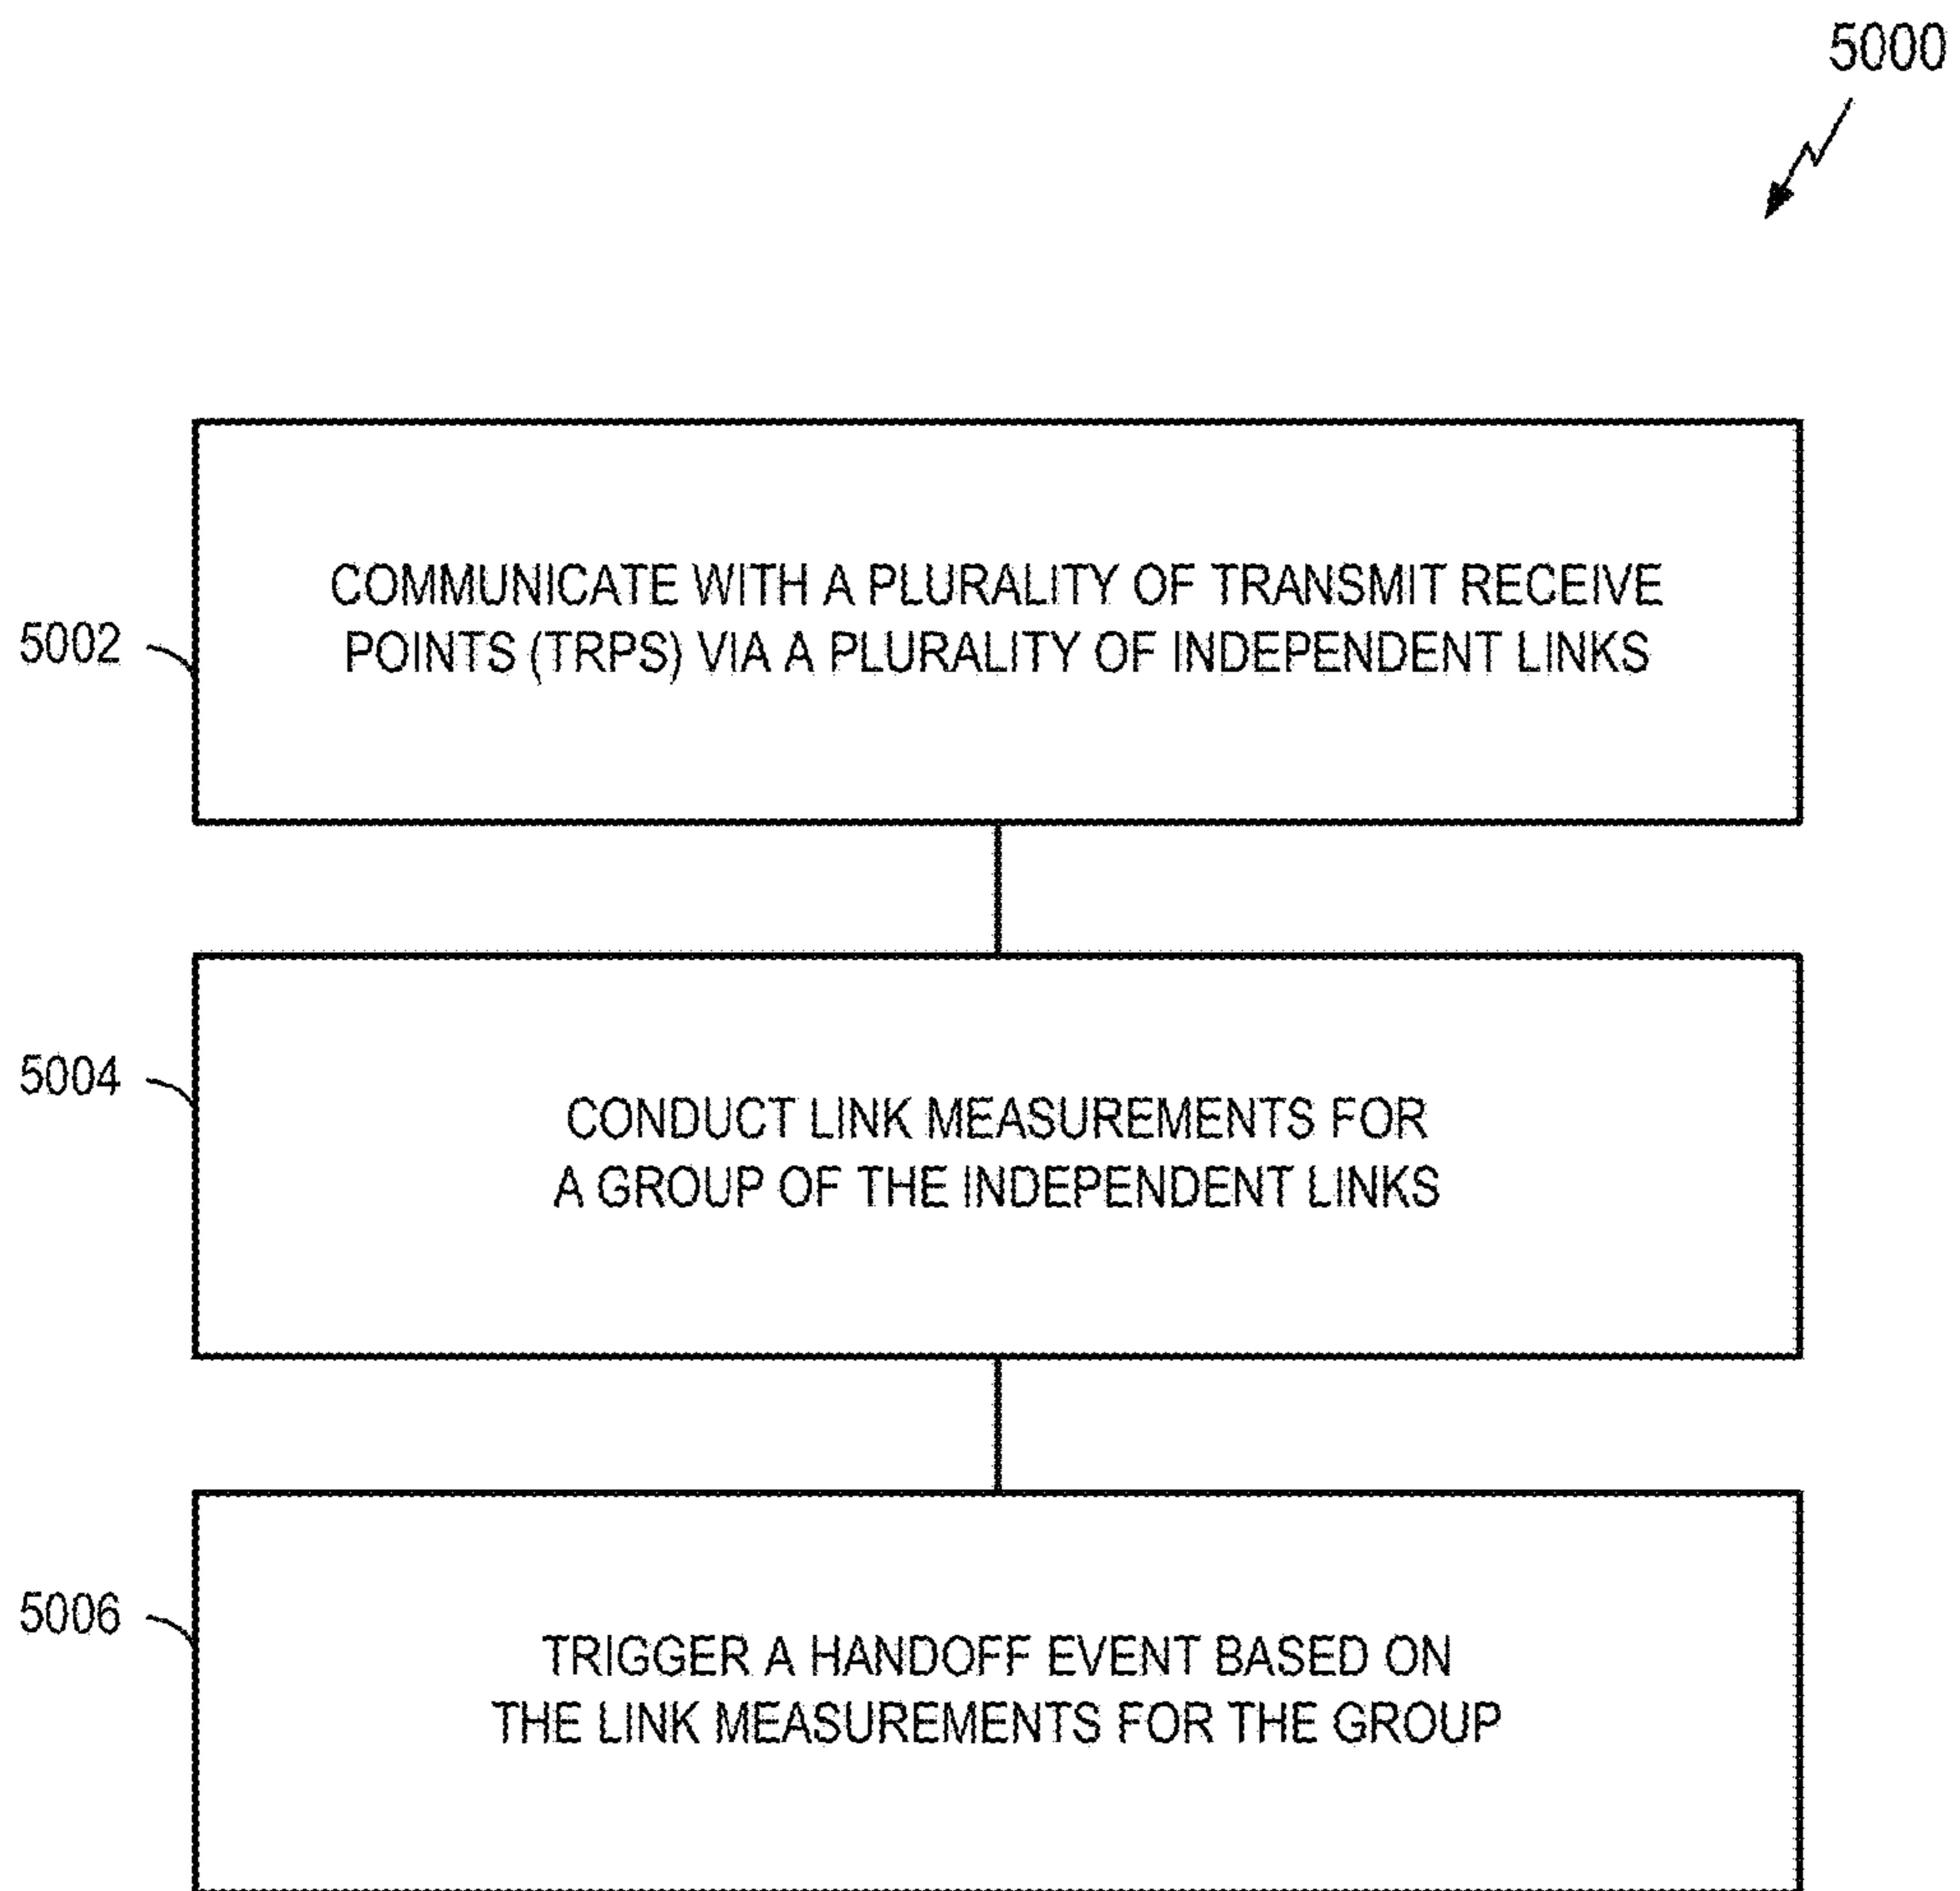 5000
COMMUNICATE WITH A PLURALITY OF TRANSMIT RECEIVE
POINTS (TRPS) VIA A PLURALITY OF INDEPENDENT LINKS
5002
CONDUCT LINK MEASUREMENTS FOR
A GROUP OF THE INDEPENDENT LINKS
5004
TRIGGER A HANDOFF EVENT BASED ON
THE LINK MEASUREMENTS FOR THE GROUP
5006